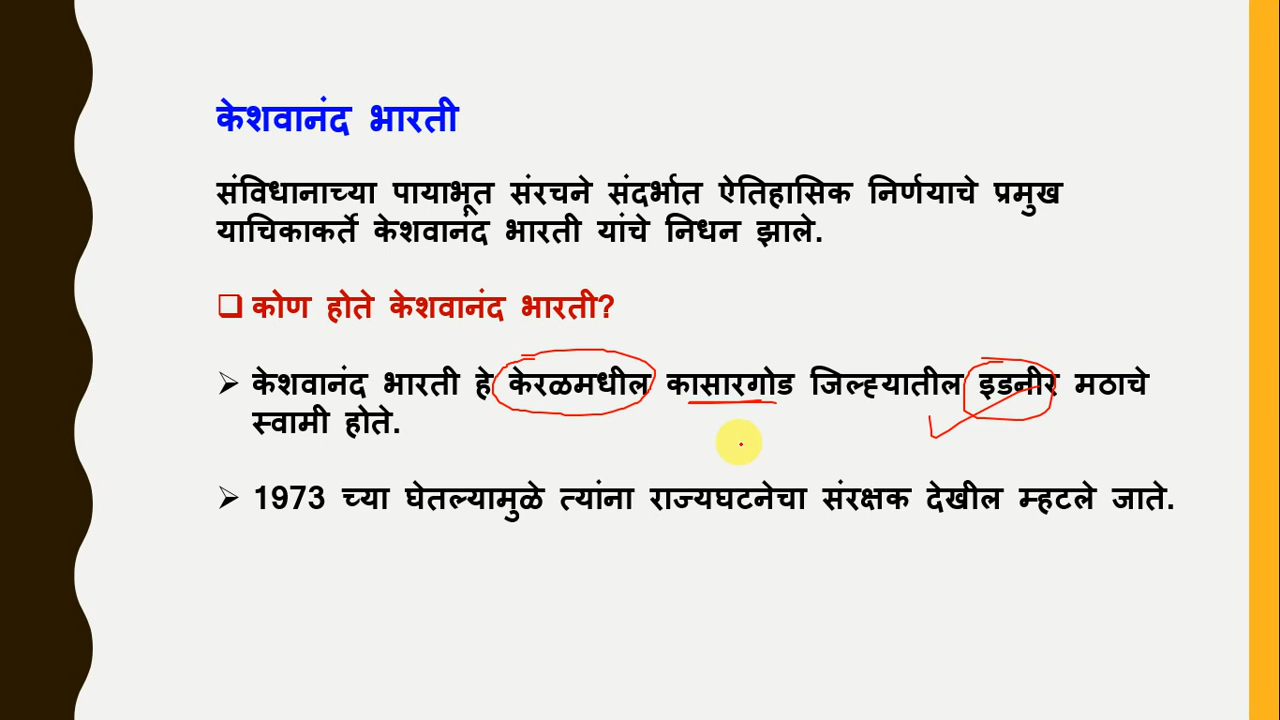 केशवानंद भारती
संविधानाच्या पायाभूत संरचने संदर्भात ऐतिहासिक निर्णयाचे प्रमुख
याचिकाकर्ते केशवानंद भारती यांचे निधन झाले.
❑ कोण होते केशवानंद भारती?
➢ केशवानंद भारती हे केरळमधील कासारगोड जिल्ह्यातील इडनीर मठाचे
स्वामी होते.
➢ 1973 च्या घेतल्यामुळे त्यांना राज्यघटनेचा संरक्षक देखील म्हटले जाते.